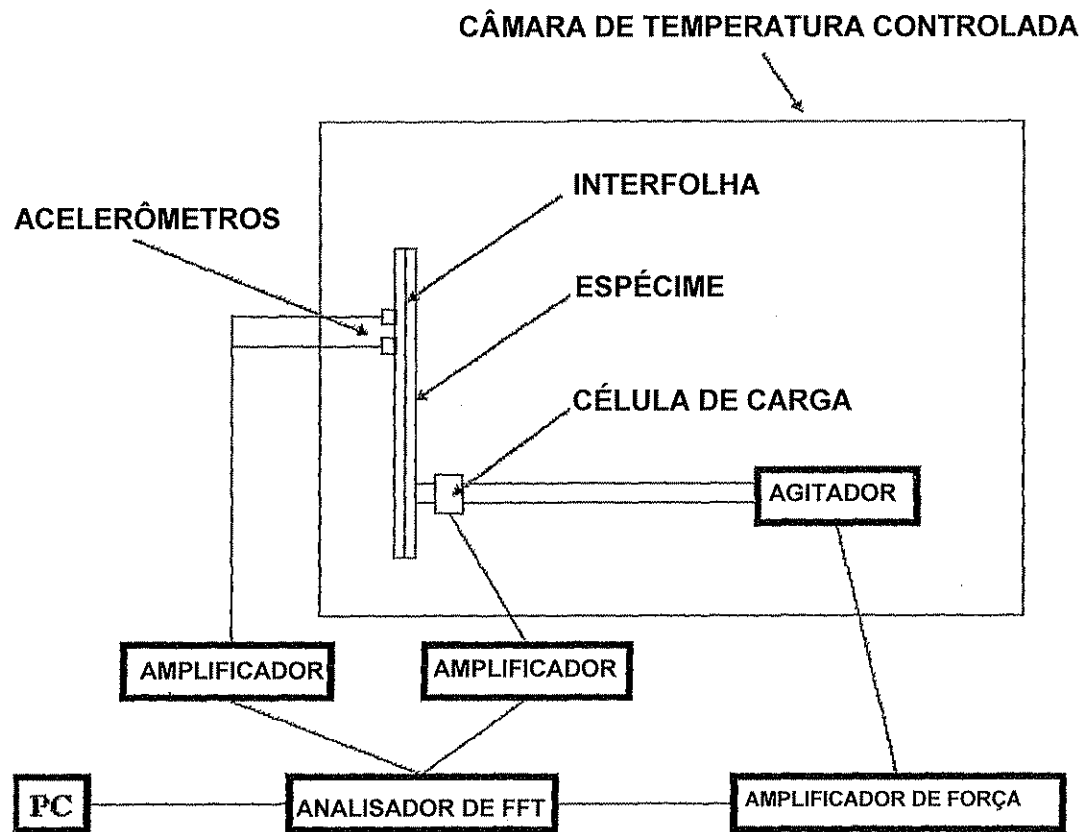 CÂMARA DE TEMPERATURA CONTROLADA
INTERFOLHA
ACELERÔMETROS
ESPÉCIME
CÉLULA DE CARGA
AGITADOR
AMPLIFICADOR
AMPLIFICADOR
PC
ANALISADOR DE FFT
AMPLIFICADOR DE FORÇA